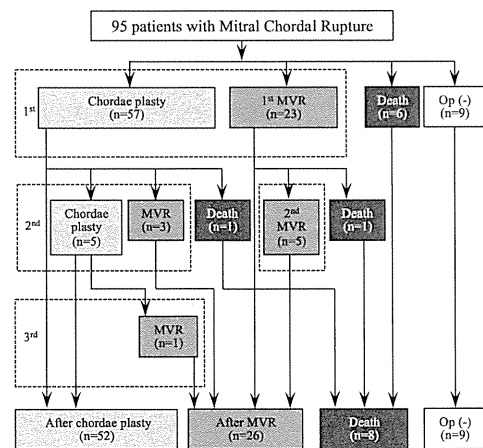 95 patients with Mitral Chordal Rupture
1st
Chordae plasty
(n=57)
1st MVR
(n=23)
Death
(n=6)
Op (-)
(n=9)
2nd
Chordae
plasty
(n=5)
MVR
(n=3)
Death
(n=1)
2nd
MVR
(n=5)
Death
(n=1)
3rd
MVR
(n=1)
After chordae plasty
(n=52)
After MVR
(n=26)
Death
(n=8)
Op (-)
(n=9)